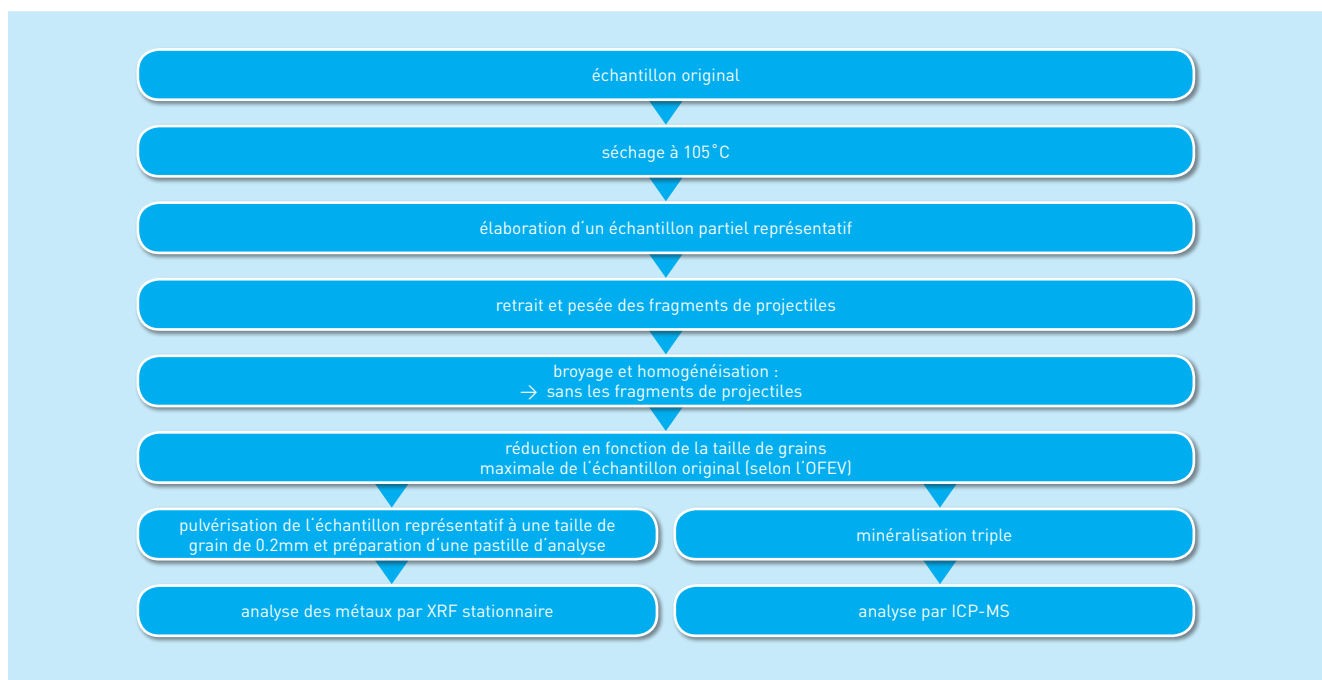 échantillon original
séchage à 105˚C
élaboration d'un échantillon partiel représentatif
retrait et pesée des fragments de projectiles
broyage et homogénéisation :
→ sans les fragments de projectiles
réduction en fonction de la taille de grains
maximale de l'échantillon original (selon l'OFEV)
pulvérisation de l'échantillon représentatif à une taille de
grain de 0.2mm et préparation d'une pastille d'analyse
minéralisation triple
analyse des métaux par XRF stationnaire
analyse par ICP-MS